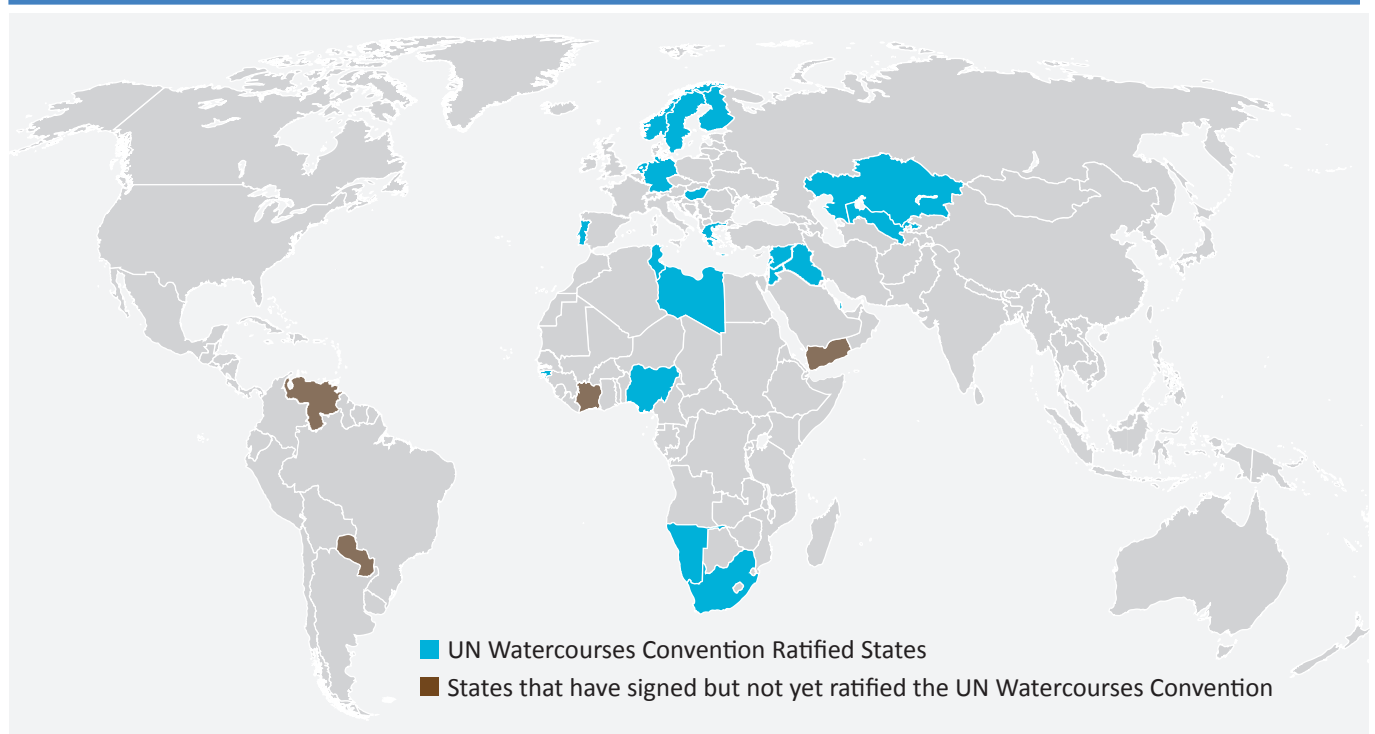 UN Watercourses Convention Ratified States
States that have signed but not yet ratified the UN Watercourses Convention